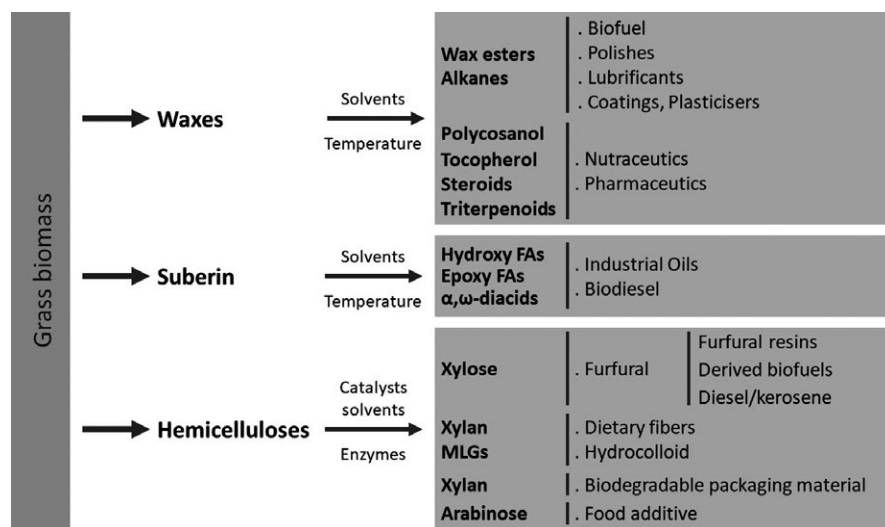 Grass biomass
Waxes
Solvents
Temperature
Wax esters
Alkanes
. Biofuel
. Polishes
. Lubrificants
. Coatings, Plasticisers
Polycosanol
Tocopherol
Steroids
Triterpenoids
. Nutraceutics
. Pharmaceutics
Suberin
Solvents
Temperature
Hydroxy FAs
Epoxy FAs
α,ω-diacids
. Industrial Oils
. Biodiesel
Hemicelluloses
Catalysts
solvents
Enzymes
Xylose
. Furfural
Furfural resins
Derived biofuels
Diesel/kerosene
Xylan
MLGs
. Dietary fibers
. Hydrocolloid
Xylan
. Biodegradable packaging material
Arabinose
. Food additive